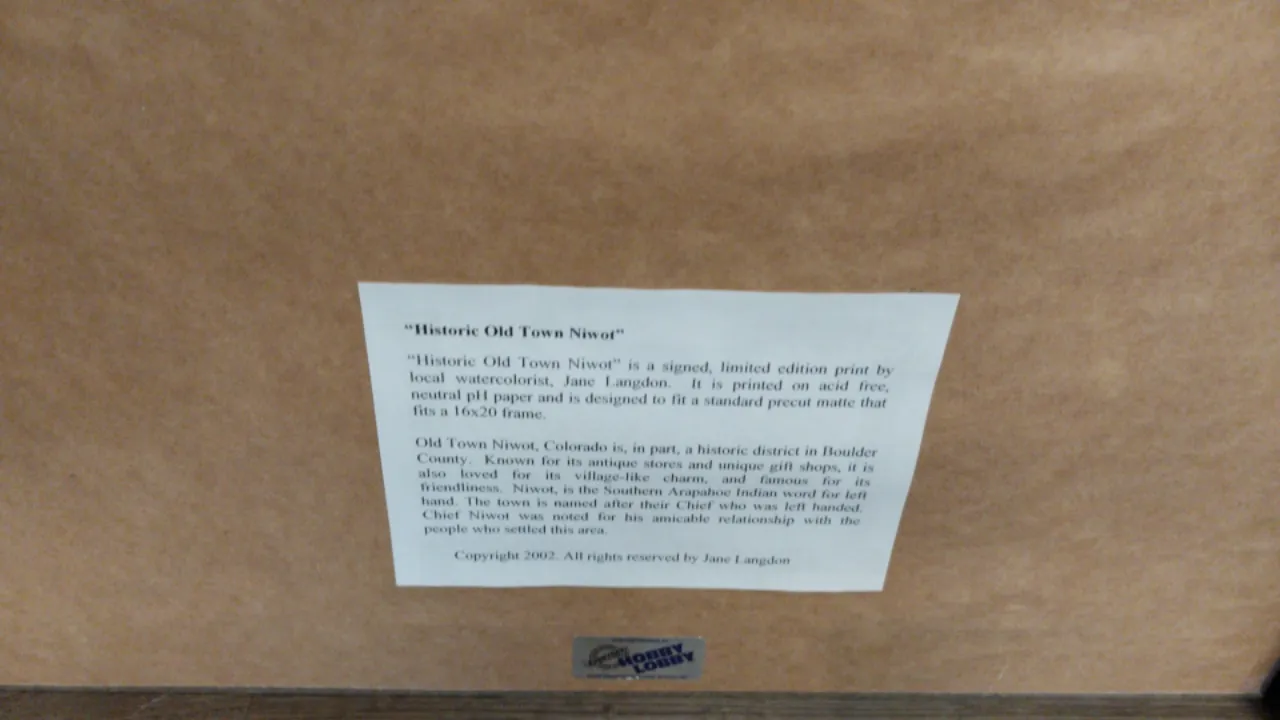 "Historic Old Town Niwot"
"Historic Old Town Niwot" is a signed, limited edition print by
local watercolorist, Jane Langdon. It is printed on acid free,
neutral pH paper and is designed to fit a standard precut matte that
fits a 16x20 frame.
Old Town Niwot, Colorado is, in part, a historic district in Boulder
County. Known for its antique stores and unique gift shops, it is
also loved for its village-like charm, and famous for its
friendliness. Niwot, is the Southern Arapahoe Indian word for left
hand. The town is named after their Chief who was left handed.
Chief Niwot was noted for his amicable relationship with the
people who settled this area.
Copyright 2002. All rights reserved by Jane Langdon
HOBBY
LOBBY